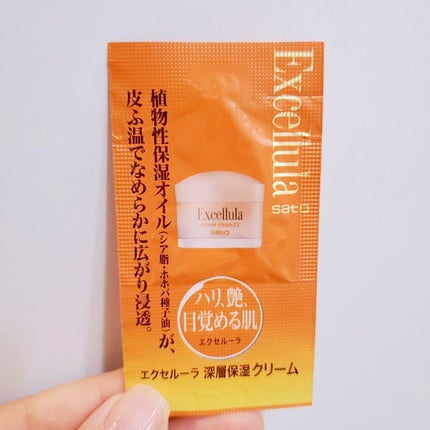 Excellula
sato
植物性保湿オイル(シア脂・ホホバ種子油)が、
皮ふ温でなめらかに広がり浸透。
Excellula
power cream EX
sato
ハリ、艶、
目覚める肌
エクセルーラ
エクセルーラ 深層保湿クリーム